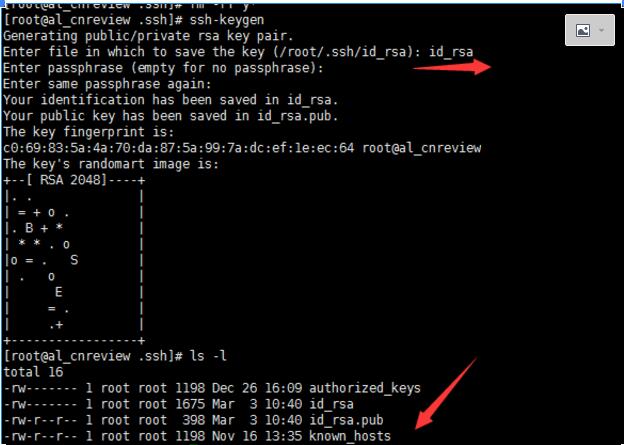 [root@al_cnreview .ssh]# rm -rf y*
[root@al_cnreview .ssh]# ssh-keygen
Generating public/private rsa key pair.
Enter file in which to save the key (/root/.ssh/id_rsa): id_rsa
Enter passphrase (empty for no passphrase):
Enter same passphrase again:
Your identification has been saved in id_rsa.
Your public key has been saved in id_rsa.pub.
The key fingerprint is:
c0:69:83:5a:4a:70:da:87:5a:99:7a:dc:ef:1e:ec:64 root@al_cnreview
The key's randomart image is:
+--[ RSA 2048]----+
|. .              |
| = + o .         |
|. B + *          |
| * * . o         |
|o = .   S        |
| .   o           |
|      E          |
|     = .         |
|     .+          |
+-----------------+
[root@al_cnreview .ssh]# ls -l
total 16
-rw------- 1 root root 1198 Dec 26 16:09 authorized_keys
-rw------- 1 root root 1675 Mar  3 10:40 id_rsa
-rw-r--r-- 1 root root  398 Mar  3 10:40 id_rsa.pub
-rw-r--r-- 1 root root 1198 Nov 16 13:35 known_hosts